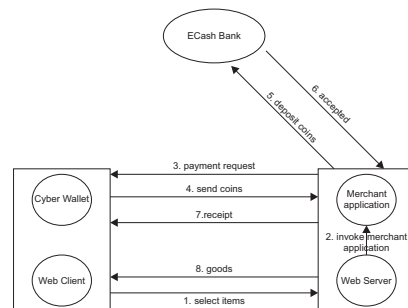 ECash Bank
6. accepted
5. deposit coins
3. payment request
Cyber Wallet
4. send coins
Merchant
application
7.receipt
2. invoke merchant
application
8. goods
Web Client
Web Server
1. select items